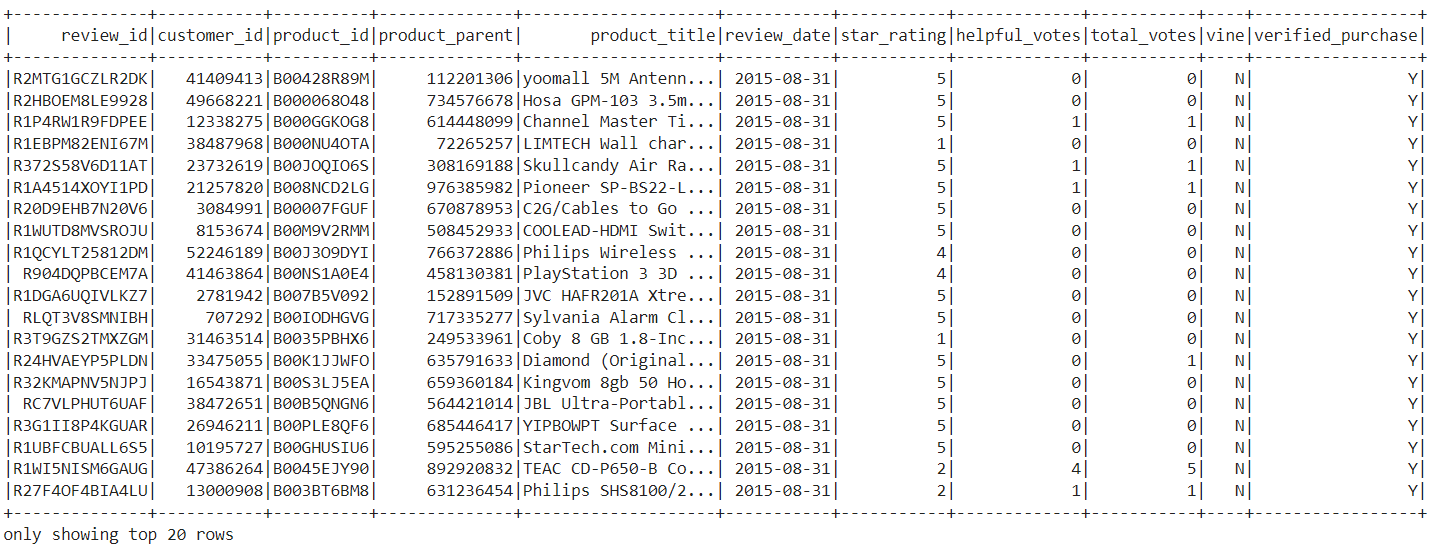 +--------------+-----------+----------+--------------+--------------------+-----------+-----------+-------------+-----------+----+-----------------+
|     review_id|customer_id|product_id|product_parent|       product_title|review_date|star_rating|helpful_votes|total_votes|vine|verified_purchase|
+--------------+-----------+----------+--------------+--------------------+-----------+-----------+-------------+-----------+----+-----------------+
|R2MTG1GCZLR2DK|   41409413|B00428R89M|     112201306|yoomall 5M Antenn...| 2015-08-31|          5|            0|          0|   N|                Y|
|R2HBOEM8LE9928|   49668221|B000068O48|     734576678|Hosa GPM-103 3.5m...| 2015-08-31|          5|            0|          0|   N|                Y|
|R1P4RW1R9FDPEE|   12338275|B000GGKOG8|     614448099|Channel Master Ti...| 2015-08-31|          5|            1|          1|   N|                Y|
|R1EBPM82ENI67M|   38487968|B000NU4OTA|      72265257|LIMTECH Wall char...| 2015-08-31|          1|            0|          0|   N|                Y|
|R372S58V6D11AT|   23732619|B00JOQIO6S|     308169188|Skullcandy Air Ra...| 2015-08-31|          5|            1|          1|   N|                Y|
|R1A4514XOYI1PD|   21257820|B008NCD2LG|     976385982|Pioneer SP-BS22-L...| 2015-08-31|          5|            1|          1|   N|                Y|
|R20D9EHB7N20V6|    3084991|B00007FGUF|     670878953|C2G/Cables to Go ...| 2015-08-31|          5|            0|          0|   N|                Y|
|R1WUTD8MVSROJU|    8153674|B00M9V2RMM|     508452933|COOLEAD-HDMI Swit...| 2015-08-31|          5|            0|          0|   N|                Y|
|R1QCYLT25812DM|   52246189|B00J3O9DYI|     766372886|Philips Wireless ...| 2015-08-31|          4|            0|          0|   N|                Y|
| R904DQPBCEM7A|   41463864|B00NS1A0E4|     458130381|PlayStation 3 3D ...| 2015-08-31|          4|            0|          0|   N|                Y|
|R1DGA6UQIVLKZ7|    2781942|B007B5V092|     152891509|JVC HAFR201A Xtre...| 2015-08-31|          5|            0|          0|   N|                Y|
| RLQT3V8SMNIBH|     707292|B00IODHGVG|     717335277|Sylvania Alarm Cl...| 2015-08-31|          5|            0|          0|   N|                Y|
|R3T9GZS2TMXZGM|   31463514|B0035PBHX6|     249533961|Coby 8 GB 1.8-Inc...| 2015-08-31|          1|            0|          0|   N|                Y|
|R24HVAEYP5PLDN|   33475055|B00K1JJWFO|     635791633|Diamond (Original...| 2015-08-31|          5|            0|          1|   N|                Y|
|R32KMAPNV5NJPJ|   16543871|B00S3LJ5EA|     659360184|Kingvom 8gb 50 Ho...| 2015-08-31|          5|            0|          0|   N|                Y|
| RC7VLPHUT6UAF|   38472651|B00B5QNGN6|     564421014|JBL Ultra-Portabl...| 2015-08-31|          5|            0|          0|   N|                Y|
|R3G1II8P4KGUAR|   26946211|B00PLE8QF6|     685446417|YIPBOWPT Surface ...| 2015-08-31|          5|            0|          0|   N|                Y|
|R1UBFCBUALL6S5|   10195727|B00GHUSIU6|     595255086|StarTech.com Mini...| 2015-08-31|          5|            0|          0|   N|                Y|
|R1WI5NISM6GAUG|   47386264|B0045EJY90|     892920832|TEAC CD-P650-B Co...| 2015-08-31|          2|            4|          5|   N|                Y|
|R27F4OF4BIA4LU|   13000908|B003BT6BM8|     631236454|Philips SHS8100/2...| 2015-08-31|          2|            1|          1|   N|                Y|
+--------------+-----------+----------+--------------+--------------------+-----------+-----------+-------------+-----------+----+-----------------+
only showing top 20 rows